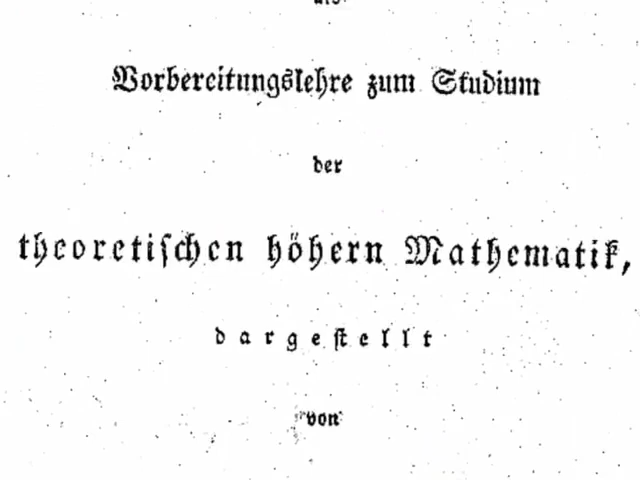 Vorbereitungslehre zum Studium
der
theoretischen höhern Mathematik,
dargestellt
von